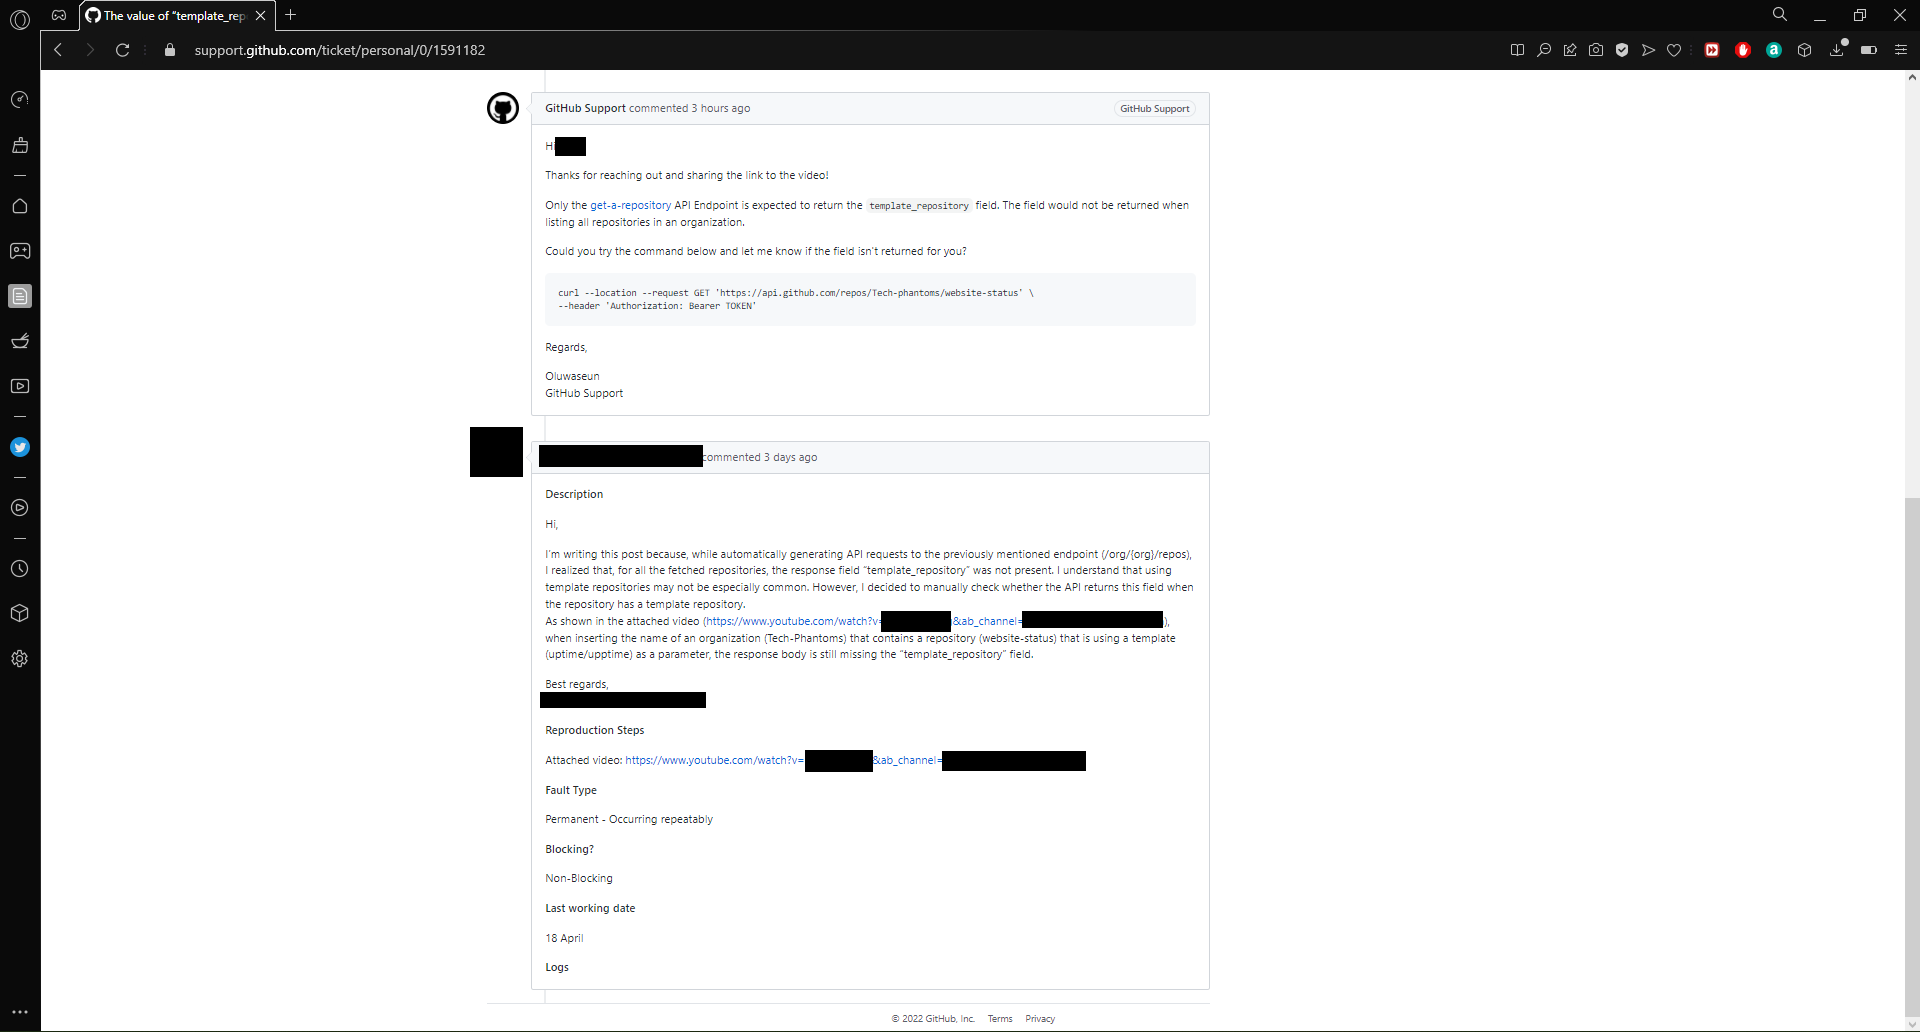 The value of “template_rep
support.github.com/ticket/personal/0/1591182
GitHub Support commented 3 hours ago
GitHub Support
Hi
Thanks for reaching out and sharing the link to the video!
Only the get-a-repository API Endpoint is expected to return the template_repository field. The field would not be returned when
listing all repositories in an organization.
Could you try the command below and let me know if the field isn't returned for you?
curl --location --request GET 'https://api.github.com/repos/Tech-phantoms/website-status' \
--header 'Authorization: Bearer TOKEN'
Regards,
Oluwaseun
GitHub Support
commented 3 days ago
Description
Hi,
I'm writing this post because, while automatically generating API requests to the previously mentioned endpoint (/org/{org}/repos),
I realized that, for all the fetched repositories, the response field “template_repository” was not present. I understand that using
template repositories may not be especially common. However, I decided to manually check whether the API returns this field when
the repository has a template repository.
As shown in the attached video (https://www.youtube.com/watch?v= &ab_channel= ),
when inserting the name of an organization (Tech-Phantoms) that contains a repository (website-status) that is using a template
(uptime/upptime) as a parameter, the response body is still missing the “template_repository” field.
Best regards,
Reproduction Steps
Attached video: https://www.youtube.com/watch?v= &ab_channel=
Fault Type
Permanent - Occurring repeatably
Blocking?
Non-Blocking
Last working date
18 April
Logs
© 2022 GitHub, Inc. Terms Privacy